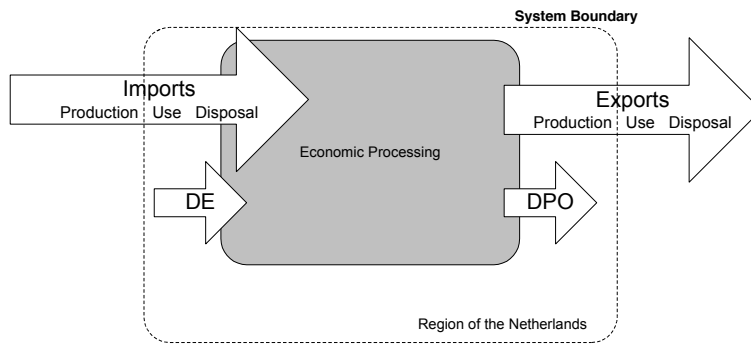 System Boundary
Imports
Production Use Disposal
Exports
Production Use Disposal
Economic Processing
DE
DPO
Region of the Netherlands